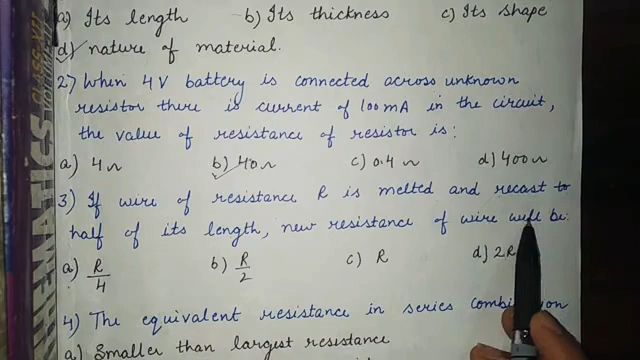 a) Its length b) Its thickness c) Its shape
d) nature of material.
2) When 4V battery is connected across unknown
resistor there is current of 100mA in the circuit,
the value of resistance of resistor is:
a) 4Ω b) 40Ω c) 0.4Ω d) 400Ω
3) If wire of resistance R is melted and recast to
half of its length, new resistance of wire will be:
a) R/4 b) R/2 c) R d) 2R
4) The equivalent resistance in series combination
a) Smaller than largest resistance
MATHEMATICS
CLASS-XII